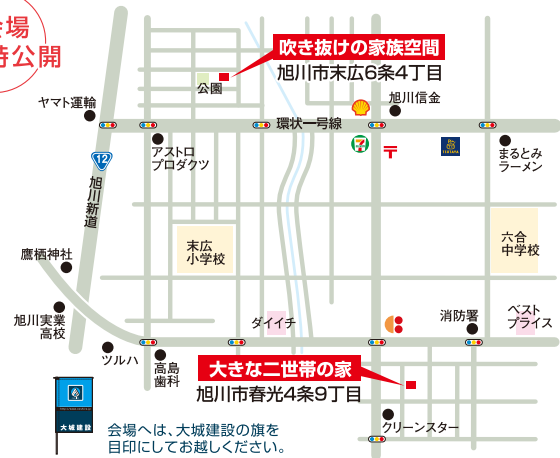 会場
時公開
吹き抜けの家族空間
旭川市末広6条4丁目
公園
ヤマト運輸
旭川信金
環状一号線
アストロ
プロダクツ
まるとみ
ラーメン
12
旭川新道
7
〒
末広
小学校
六合
中学校
鷹栖神社
旭川実業
高校
ダイイチ
消防署
ベスト
プライス
ツルハ
高島
歯科
大きな二世帯の家
旭川市春光4条9丁目
クリーンスター
大城建設
会場へは、大城建設の旗を
目印にしてお越しください。